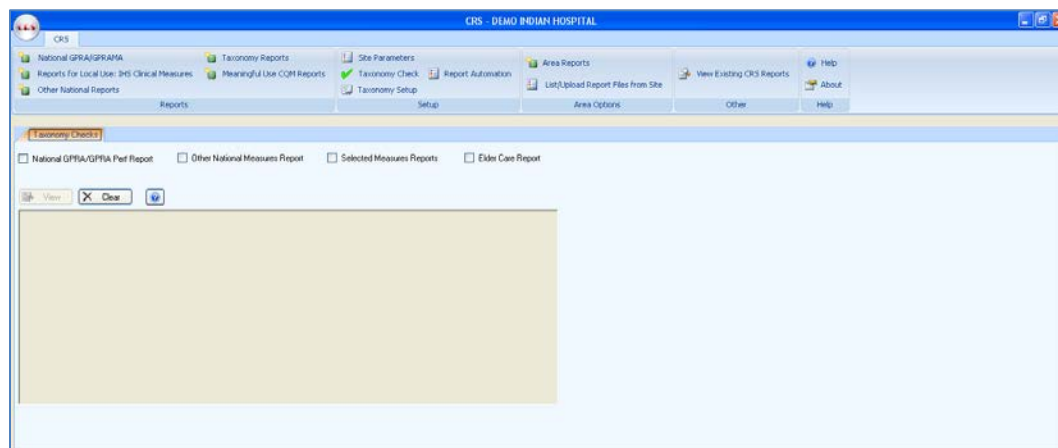 CRS - DEMO INDIAN HOSPITAL
CRS
National GPRA/GPRAMA
Reports for Local Use: IHS Clinical Measures
Other National Reports
Taxonomy Reports
Meaningful Use CQM Reports
Reports
Site Parameters
Taxonomy Check
Report Automation
Taxonomy Setup
Setup
Area Reports
List/Upload Report Files from Site
Area Options
View Existing CRS Reports
Other
Help
About
Help
Taxonomy Checks
National GPRA/GPRA Perf Report
Other National Measures Report
Selected Measures Reports
Elder Care Report
View
Clear